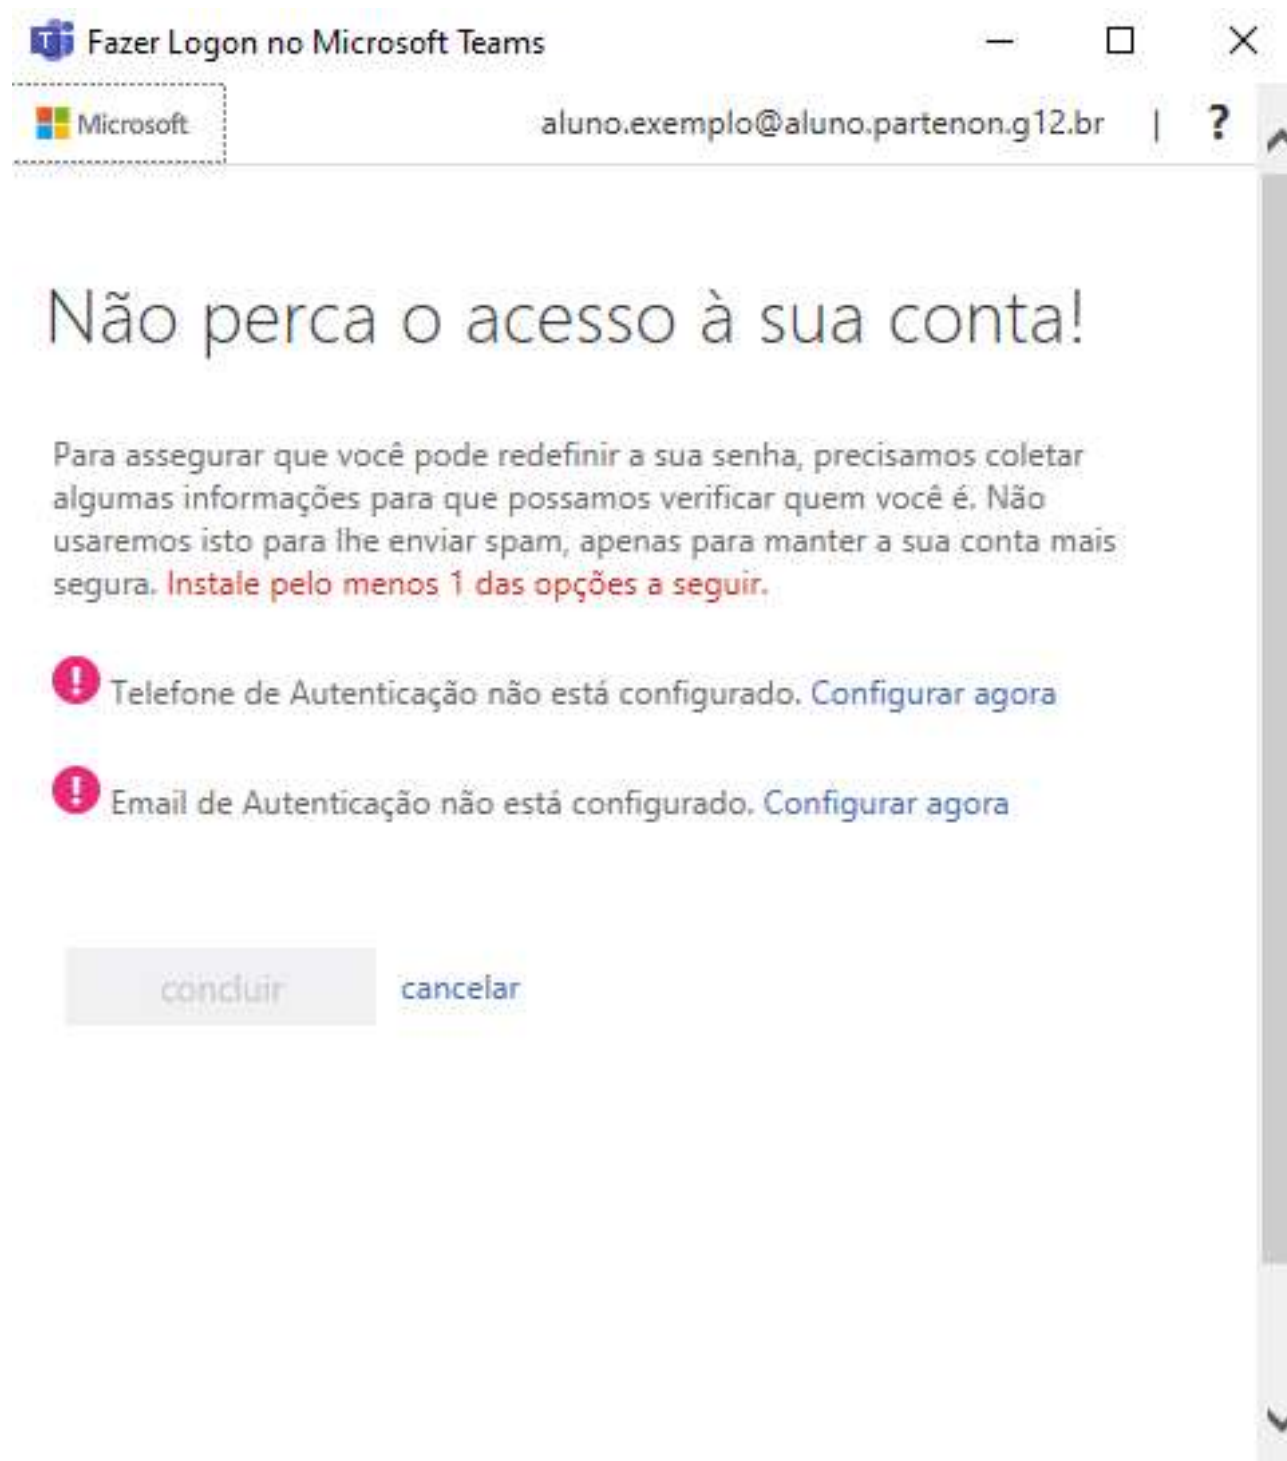 Fazer Logon no Microsoft Teams
Microsoft
aluno.exemplo@aluno.partenon.g12.br | ?
Não perca o acesso à sua conta!
Para assegurar que você pode redefinir a sua senha, precisamos coletar
algumas informações para que possamos verificar quem você é. Não
usaremos isto para lhe enviar spam, apenas para manter a sua conta mais
segura. Instale pelo menos 1 das opções a seguir.
Telefone de Autenticação não está configurado. Configurar agora
Email de Autenticação não está configurado. Configurar agora
concluir cancelar